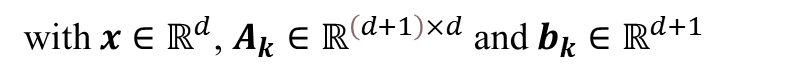 with 𝒙 ∈ ℝ^d, 𝑨_𝒌 ∈ ℝ^(d+1)×d and 𝒃_𝒌 ∈ ℝ^d+1